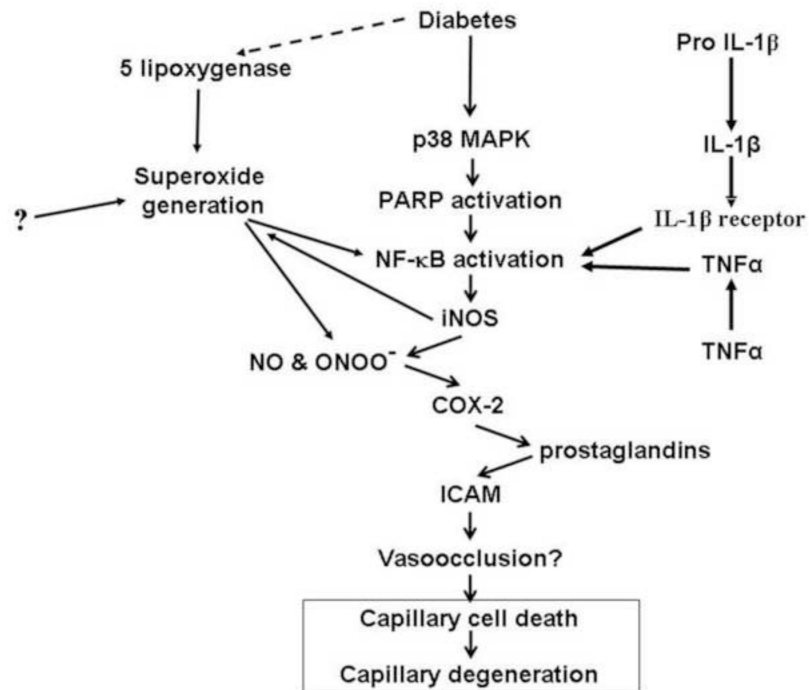 Diabetes
Pro IL-1β
5 lipoxygenase
p38 MAPK
IL-1β
Superoxide
generation
?
PARP activation
IL-1β receptor
NF-κB activation
TNFα
iNOS
TNFα
NO & ONOO⁻
COX-2
prostaglandins
ICAM
Vasoocclusion?
Capillary cell death
Capillary degeneration